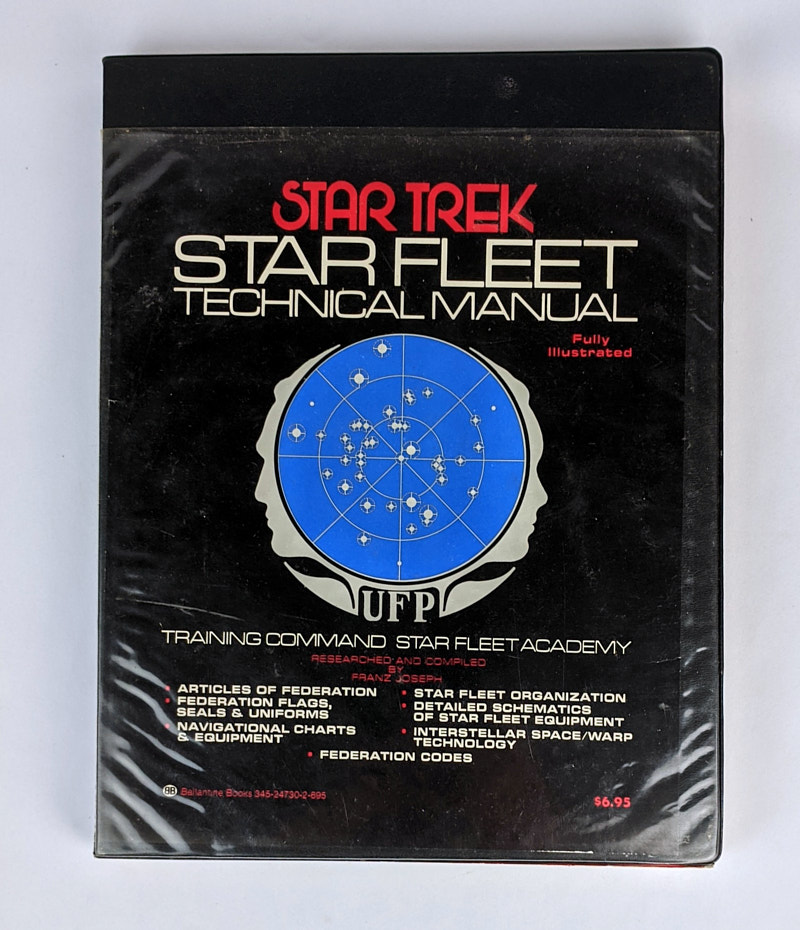 STAR TREK
STAR FLEET
TECHNICAL MANUAL
Fully
Illustrated
UFP
TRAINING COMMAND STAR FLEET ACADEMY
RESEARCHED AND COMPILED
BY
FRANZ JOSEPH
• ARTICLES OF FEDERATION
• FEDERATION FLAGS,
SEALS & UNIFORMS
• NAVIGATIONAL CHARTS
& EQUIPMENT
• STAR FLEET ORGANIZATION
• DETAILED SCHEMATICS
OF STAR FLEET EQUIPMENT
• INTERSTELLAR SPACE/WARP
TECHNOLOGY
• FEDERATION CODES
BB Ballantine Books 345-24730-2-695
$6.95